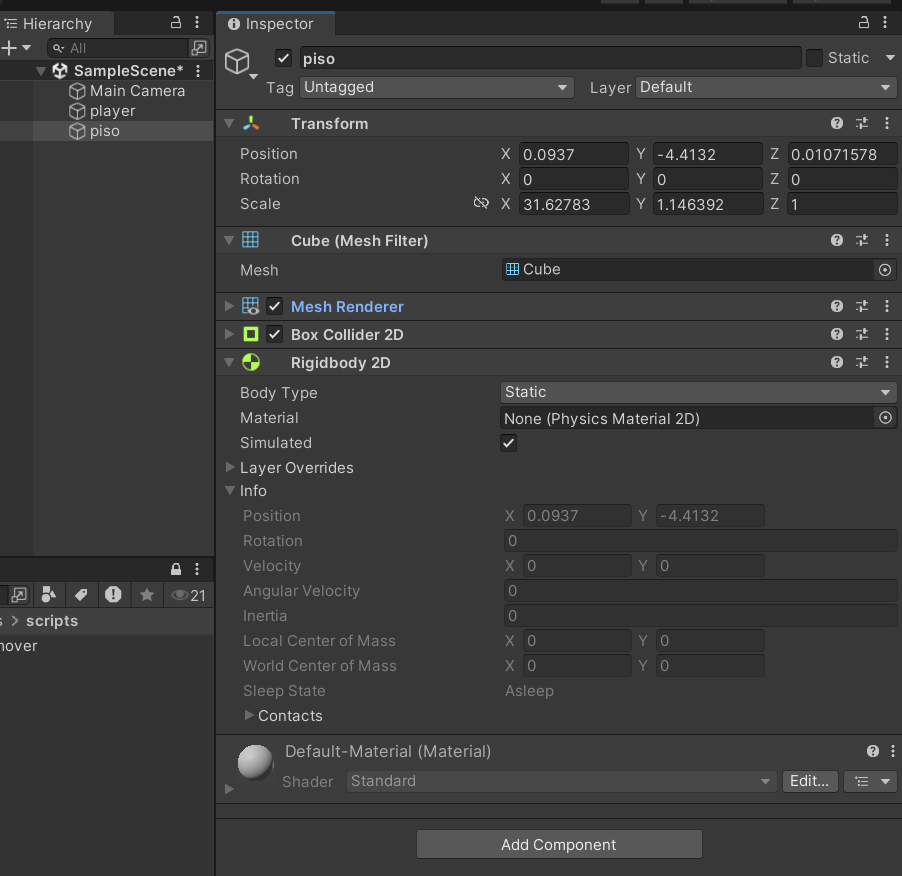 Hierarchy
All
SampleScene*
Main Camera
player
piso
21
s > scripts
nover
Inspector
piso
Static
Tag Untagged Layer Default
Transform
Position X 0.0937 Y -4.4132 Z 0.01071578
Rotation X 0 Y 0 Z 0
Scale X 31.62783 Y 1.146392 Z 1
Cube (Mesh Filter)
Mesh Cube
Mesh Renderer
Box Collider 2D
Rigidbody 2D
Body Type Static
Material None (Physics Material 2D)
Simulated
Layer Overrides
Info
Position X 0.0937 Y -4.4132
Rotation 0
Velocity X 0 Y 0
Angular Velocity 0
Inertia 0
Local Center of Mass X 0 Y 0
World Center of Mass X 0 Y 0
Sleep State Asleep
Contacts
Default-Material (Material)
Shader Standard Edit...
Add Component